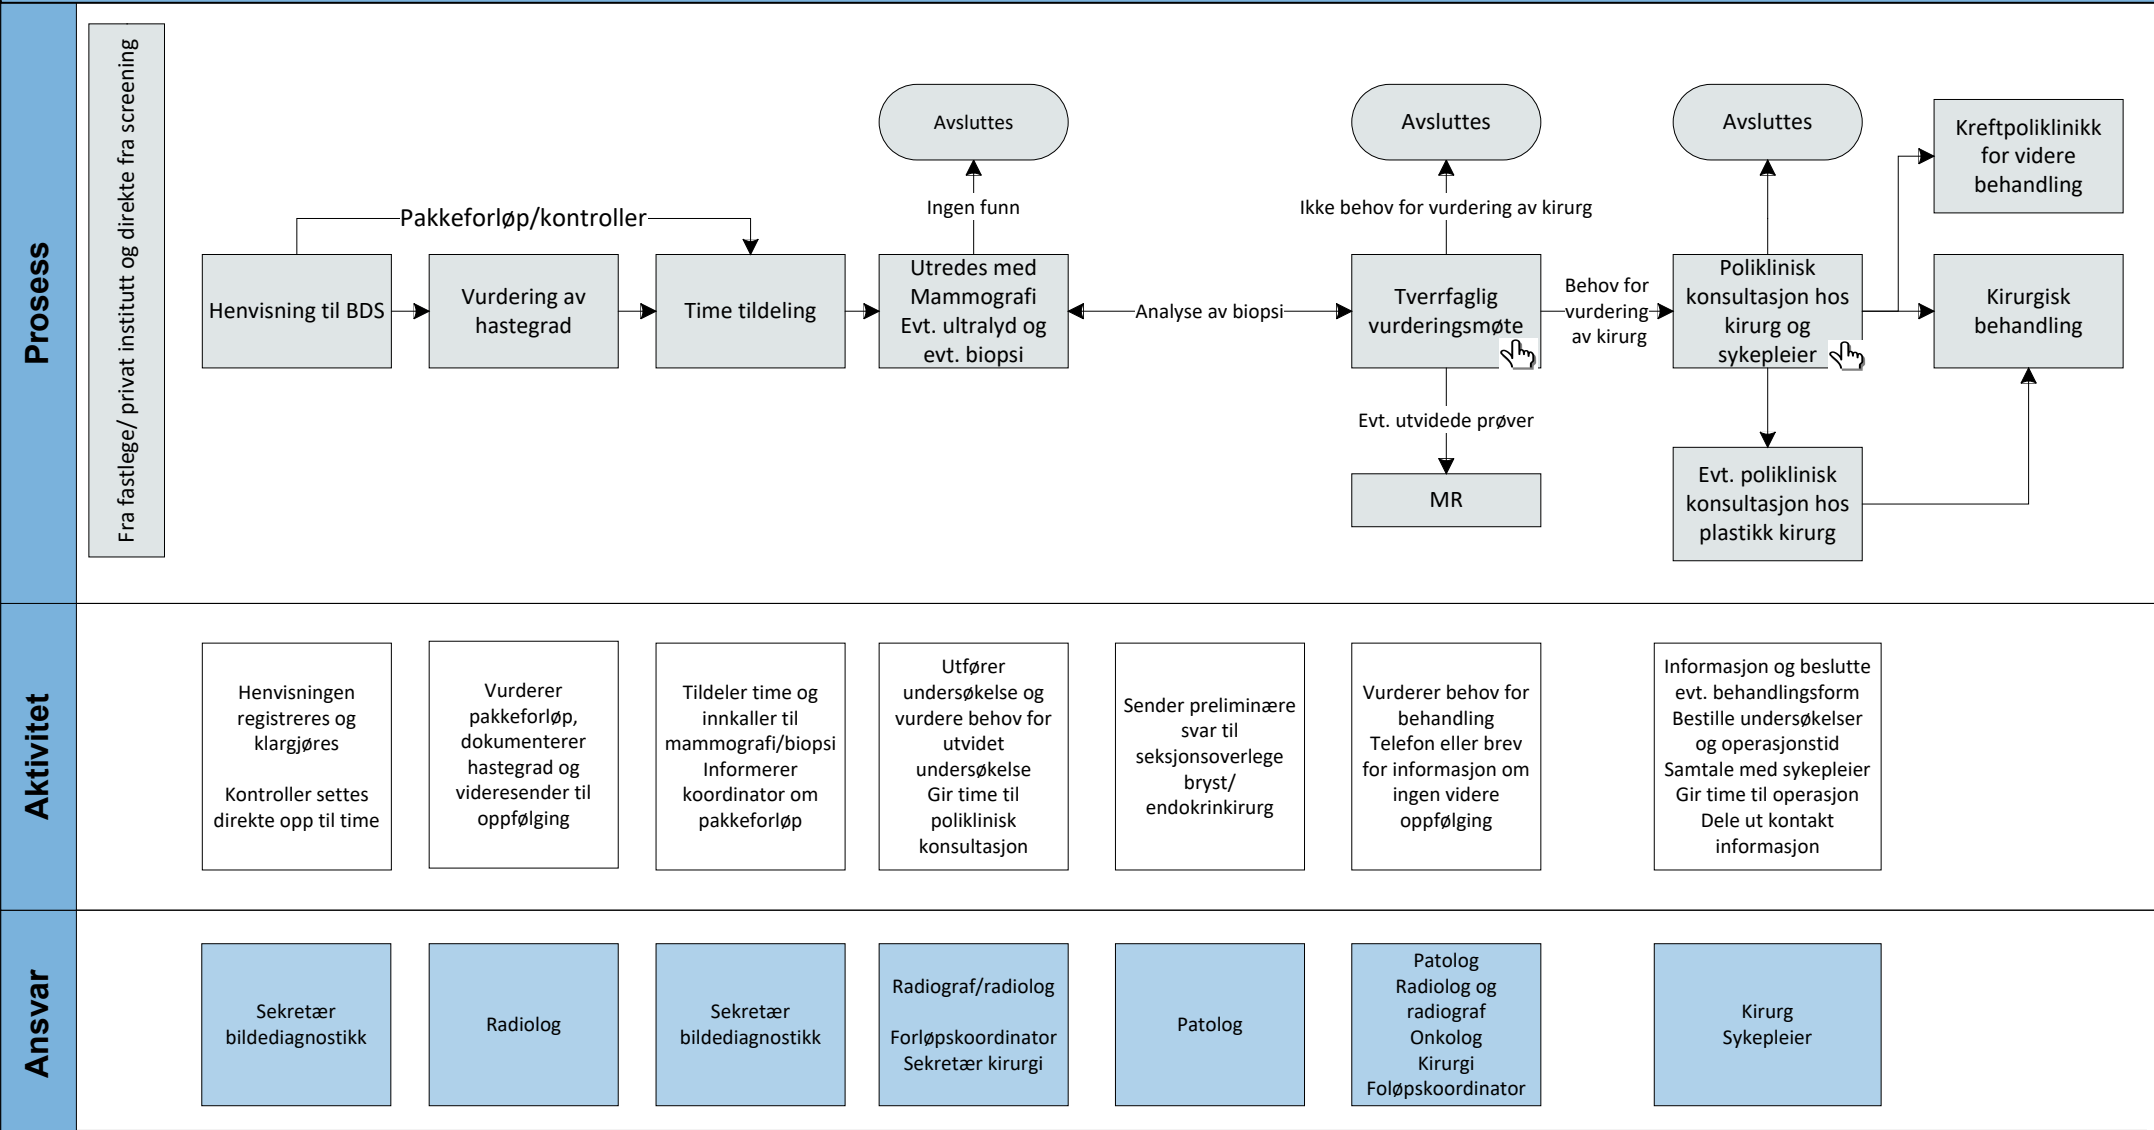 Prosess
Fra fastlege/ privat institutt og direkte fra screening
Avsluttes
Avsluttes
Avsluttes
Kreftpoliklinikk
for videre
behandling
Pakkeforløp/kontroller
Ingen funn
Ikke behov for vurdering av kirurg
Henvisning til BDS
Vurdering av
hastegrad
Time tildeling
Utredes med
Mammografi
Evt. ultralyd og
evt. biopsi
Analyse av biopsi
Tverrfaglig
vurderingsmøte
Behov for
vurdering
av kirurg
Poliklinisk
konsultasjon hos
kirurg og
sykepleier
Kirurgisk
behandling
Evt. utvidede prøver
MR
Evt. poliklinisk
konsultasjon hos
plastikk kirurg
Aktivitet
Henvisningen
registreres og
klargjøres
Kontroller settes
direkte opp til time
Vurderer
pakkeforløp,
dokumenterer
hastegrad og
videresender til
oppfølging
Tildeler time og
innkaller til
mammografi/biopsi
Informerer
koordinator om
pakkeforløp
Utfører
undersøkelse og
vurdere behov for
utvidet
undersøkelse
Gir time til
poliklinisk
konsultasjon
Sender preliminære
svar til
seksjonsoverlege
bryst/
endokrinkirurg
Vurderer behov for
behandling
Telefon eller brev
for informasjon om
ingen videre
oppfølging
Informasjon og beslutte
evt. behandlingsform
Bestille undersøkelser
og operasjonstid
Samtale med sykepleier
Gir time til operasjon
Dele ut kontakt
informasjon
Ansvar
Sekretær
bildediagnostikk
Radiolog
Sekretær
bildediagnostikk
Radiograf/radiolog
Forløpskoordinator
Sekretær kirurgi
Patolog
Patolog
Radiolog og
radiograf
Onkolog
Kirurgi
Foløpskoordinator
Kirurg
Sykepleier